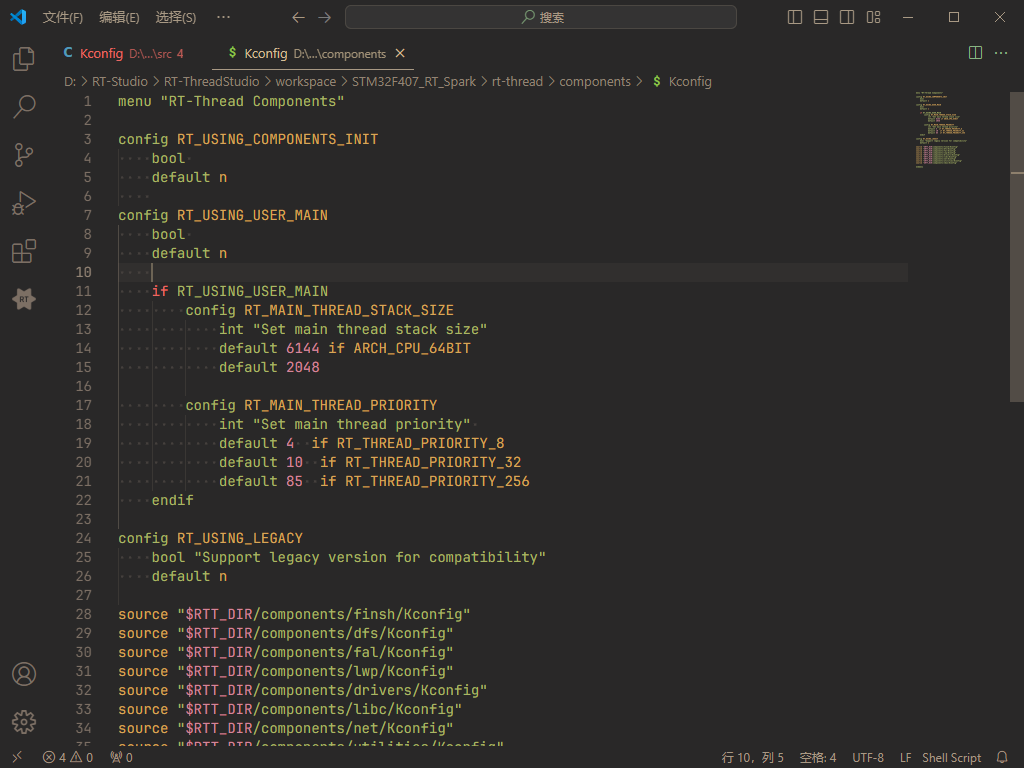 文件(F) 编辑(E) 选择(S) ··· 搜索
C Kconfig D:\...\src 4 $ Kconfig D:\...\components
D: > RT-Studio > RT-ThreadStudio > workspace > STM32F407_RT_Spark > rt-thread > components > $ Kconfig
1 menu "RT-Thread Components"
2
3 config RT_USING_COMPONENTS_INIT
4 bool
5 default n
6
7 config RT_USING_USER_MAIN
8 bool
9 default n
10
11 if RT_USING_USER_MAIN
12 config RT_MAIN_THREAD_STACK_SIZE
13 int "Set main thread stack size"
14 default 6144 if ARCH_CPU_64BIT
15 default 2048
16
17 config RT_MAIN_THREAD_PRIORITY
18 int "Set main thread priority"
19 default 4 if RT_THREAD_PRIORITY_8
20 default 10 if RT_THREAD_PRIORITY_32
21 default 85 if RT_THREAD_PRIORITY_256
22 endif
23
24 config RT_USING_LEGACY
25 bool "Support legacy version for compatibility"
26 default n
27
28 source "$RTT_DIR/components/finsh/Kconfig"
29 source "$RTT_DIR/components/dfs/Kconfig"
30 source "$RTT_DIR/components/fal/Kconfig"
31 source "$RTT_DIR/components/lwp/Kconfig"
32 source "$RTT_DIR/components/drivers/Kconfig"
33 source "$RTT_DIR/components/libc/Kconfig"
34 source "$RTT_DIR/components/net/Kconfig"
35 source "$RTT_DIR/components/utilities/Kconfig"
RT
4 0 0 行 10，列 5 空格: 4 UTF-8 LF Shell Script